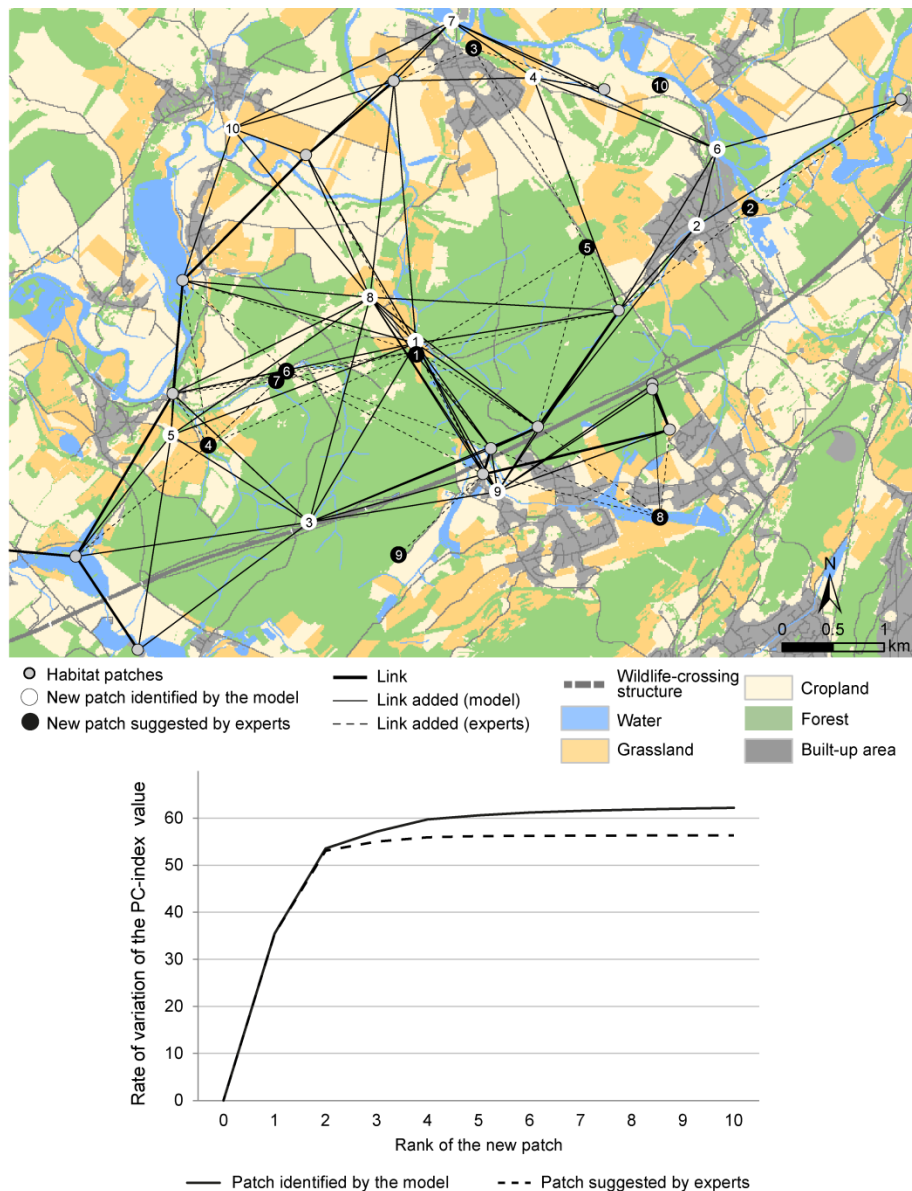 7
3
4
10
10
6
2
2
5
8
1
1
6
7
5
4
9
3
8
9
N
0 0.5 1
km
Habitat patches
New patch identified by the model
New patch suggested by experts
Link
Link added (model)
Link added (experts)
Wildlife-crossing
structure
Water
Grassland
Cropland
Forest
Built-up area
Rate of variation of the PC-index value
60
50
40
30
20
10
0
0 1 2 3 4 5 6 7 8 9 10
Rank of the new patch
Patch identified by the model
Patch suggested by experts